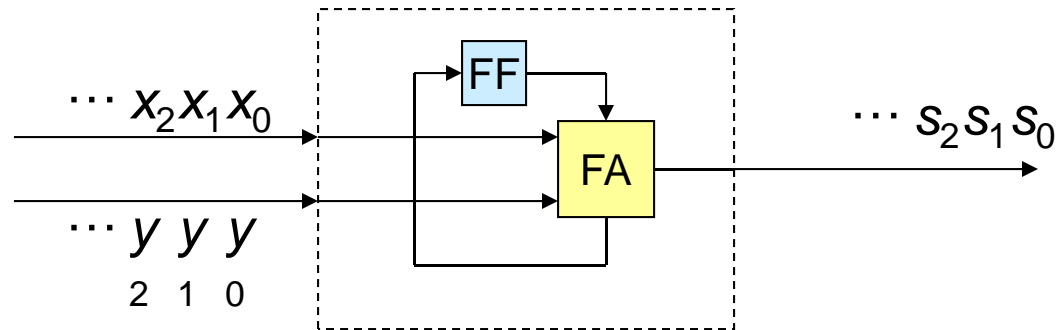 FF
⋯ x₂x₁x₀
⋯ s₂s₁s₀
FA
⋯ y y y
2 1 0